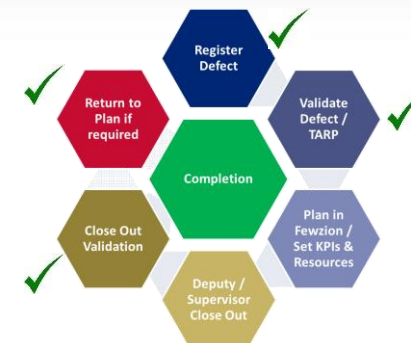 Register
Defect
Validate
Defect /
TARP
Plan in
Fewzion /
Set KPIs &
Resources
Deputy /
Supervisor
Close Out
Close Out
Validation
Return to
Plan if
required
Completion